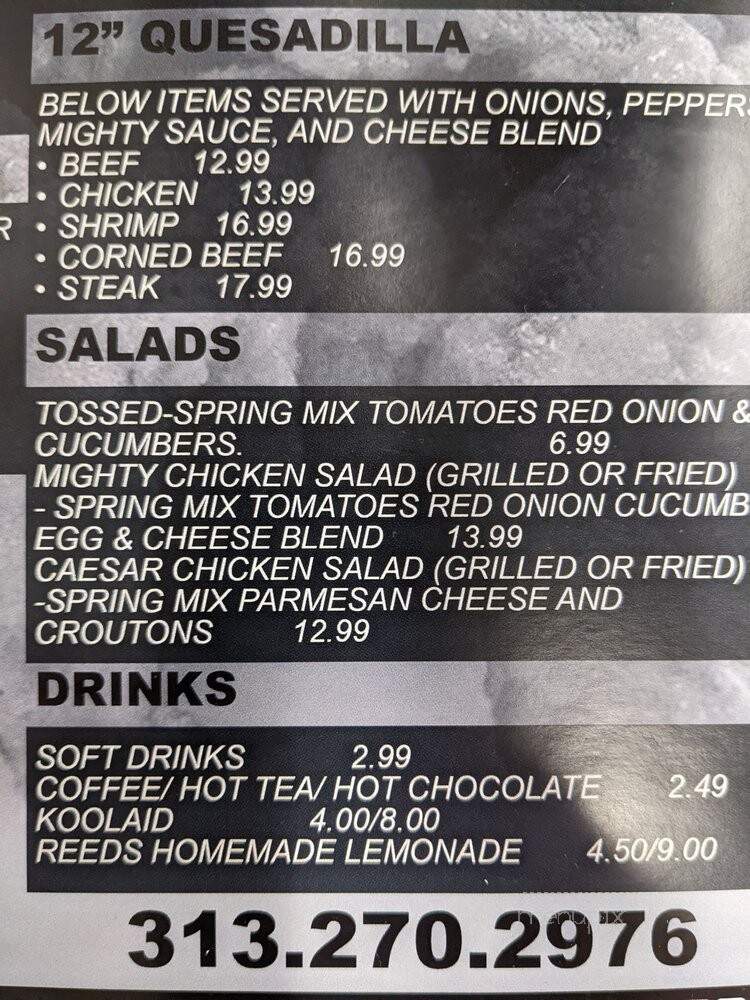 12" QUESADILLA
BELOW ITEMS SERVED WITH ONIONS, PEPPER
MIGHTY SAUCE, AND CHEESE BLEND
• BEEF 12.99
• CHICKEN 13.99
R • SHRIMP 16.99
• CORNED BEEF 16.99
• STEAK 17.99
SALADS
TOSSED-SPRING MIX TOMATOES RED ONION &
CUCUMBERS. 6.99
MIGHTY CHICKEN SALAD (GRILLED OR FRIED)
- SPRING MIX TOMATOES RED ONION CUCUMB
EGG & CHEESE BLEND 13.99
CAESAR CHICKEN SALAD (GRILLED OR FRIED)
-SPRING MIX PARMESAN CHEESE AND
CROUTONS 12.99
DRINKS
SOFT DRINKS 2.99
COFFEE/ HOT TEA/ HOT CHOCOLATE 2.49
KOOLAID 4.00/8.00
REEDS HOMEMADE LEMONADE 4.50/9.00
menupix
313.270.2976